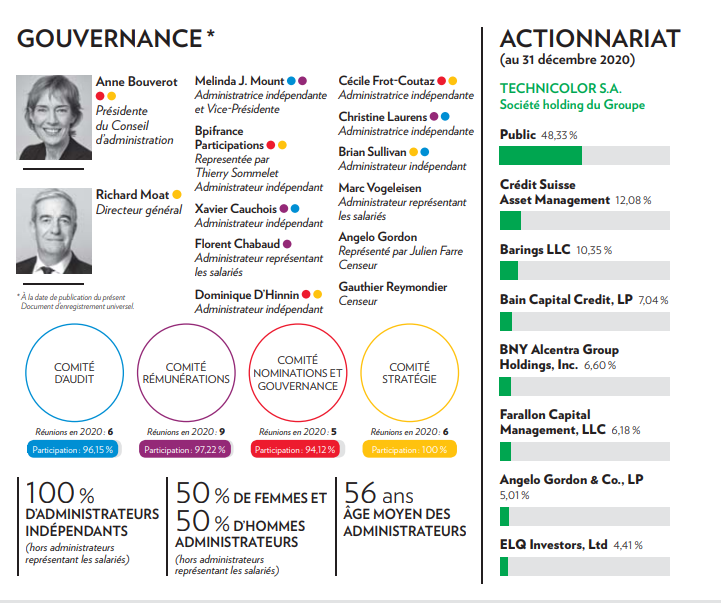 GOUVERNANCE *
Anne Bouverot
Présidente
du Conseil
d'administration
Richard Moat
Directeur général
* À la date de publication du présent
Document d'enregistrement universel.
Melinda J. Mount
Administratrice indépendante
et Vice-Présidente
Bpifrance
Participations
Representée par
Thierry Sommelet
Administrateur indépendant
Xavier Cauchois
Administrateur indépendant
Florent Chabaud
Administrateur représentant
les salariés
Dominique D'Hinnin
Administrateur indépendant
Cécile Frot-Coutaz
Administratrice indépendante
Christine Laurens
Administratrice indépendante
Brian Sullivan
Administrateur indépendant
Marc Vogeleisen
Administrateur représentant
les salariés
Angelo Gordon
Représenté par Julien Farre
Censeur
Gauthier Reymondier
Censeur
COMITÉ
D'AUDIT
Réunions en 2020 : 6
Participation : 96,15 %
COMITÉ
RÉMUNÉRATIONS
Réunions en 2020 : 9
Participation : 97,22 %
COMITÉ
NOMINATIONS ET
GOUVERNANCE
Réunions en 2020 : 5
Participation : 94,12 %
COMITÉ
STRATÉGIE
Réunions en 2020 : 6
Participation : 100 %
100 %
D'ADMINISTRATEURS
INDÉPENDANTS
(hors administrateurs
représentant les salariés)
50 % DE FEMMES ET
50 % D'HOMMES
ADMINISTRATEURS
(hors administrateurs
représentant les salariés)
56 ans
ÂGE MOYEN DES
ADMINISTRATEURS
ACTIONNARIAT
(au 31 décembre 2020)
TECHNICOLOR S.A.
Société holding du Groupe
Public 48,33 %
Crédit Suisse
Asset Management 12,08 %
Barings LLC 10,35 %
Bain Capital Credit, LP 7,04 %
BNY Alcentra Group
Holdings, Inc. 6,60 %
Farallon Capital
Management, LLC 6,18 %
Angelo Gordon & Co., LP
5,01 %
ELQ Investors, Ltd 4,41 %